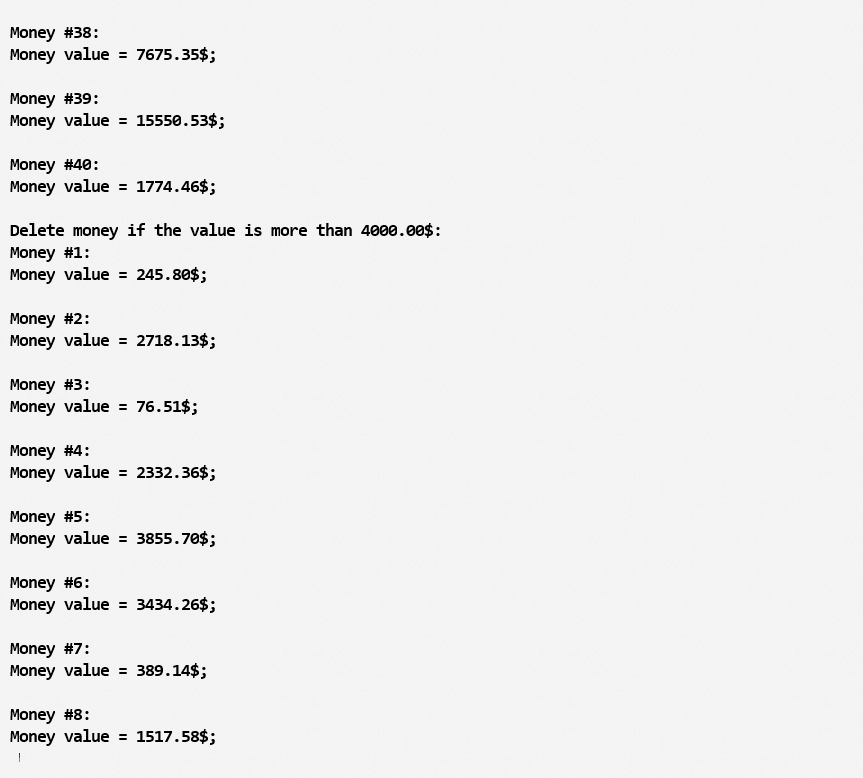 Money #38:
Money value = 7675.35$;
Money #39:
Money value = 15550.53$;
Money #40:
Money value = 1774.46$;
Delete money if the value is more than 4000.00$:
Money #1:
Money value = 245.80$;
Money #2:
Money value = 2718.13$;
Money #3:
Money value = 76.51$;
Money #4:
Money value = 2332.36$;
Money #5:
Money value = 3855.70$;
Money #6:
Money value = 3434.26$;
Money #7:
Money value = 389.14$;
Money #8:
Money value = 1517.58$;